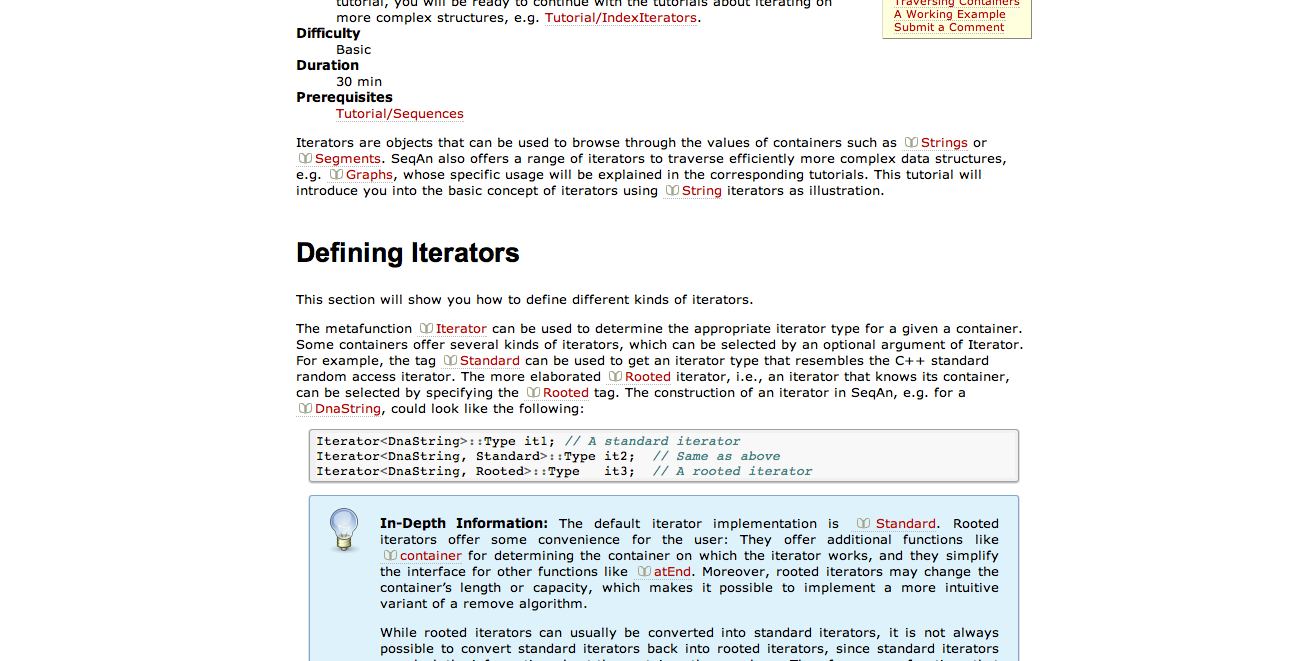 tutorial, you will be ready to continue with the tutorials about iterating on
more complex structures, e.g. Tutorial/IndexIterators.
Difficulty
Basic
Duration
30 min
Prerequisites
Tutorial/Sequences
Traversing Containers
A Working Example
Submit a Comment
Iterators are objects that can be used to browse through the values of containers such as Strings or
Segments. SeqAn also offers a range of iterators to traverse efficiently more complex data structures,
e.g. Graphs, whose specific usage will be explained in the corresponding tutorials. This tutorial will
introduce you into the basic concept of iterators using String iterators as illustration.
Defining Iterators
This section will show you how to define different kinds of iterators.
The metafunction Iterator can be used to determine the appropriate iterator type for a given a container.
Some containers offer several kinds of iterators, which can be selected by an optional argument of Iterator.
For example, the tag Standard can be used to get an iterator type that resembles the C++ standard
random access iterator. The more elaborated Rooted iterator, i.e., an iterator that knows its container,
can be selected by specifying the Rooted tag. The construction of an iterator in SeqAn, e.g. for a
DnaString, could look like the following:
Iterator<DnaString>::Type it1; // A standard iterator
Iterator<DnaString, Standard>::Type it2;  // Same as above
Iterator<DnaString, Rooted>::Type   it3;  // A rooted iterator
In-Depth Information: The default iterator implementation is Standard. Rooted
iterators offer some convenience for the user: They offer additional functions like
container for determining the container on which the iterator works, and they simplify
the interface for other functions like atEnd. Moreover, rooted iterators may change the
container's length or capacity, which makes it possible to implement a more intuitive
variant of a remove algorithm.
While rooted iterators can usually be converted into standard iterators, it is not always
possible to convert standard iterators back into rooted iterators, since standard iterators